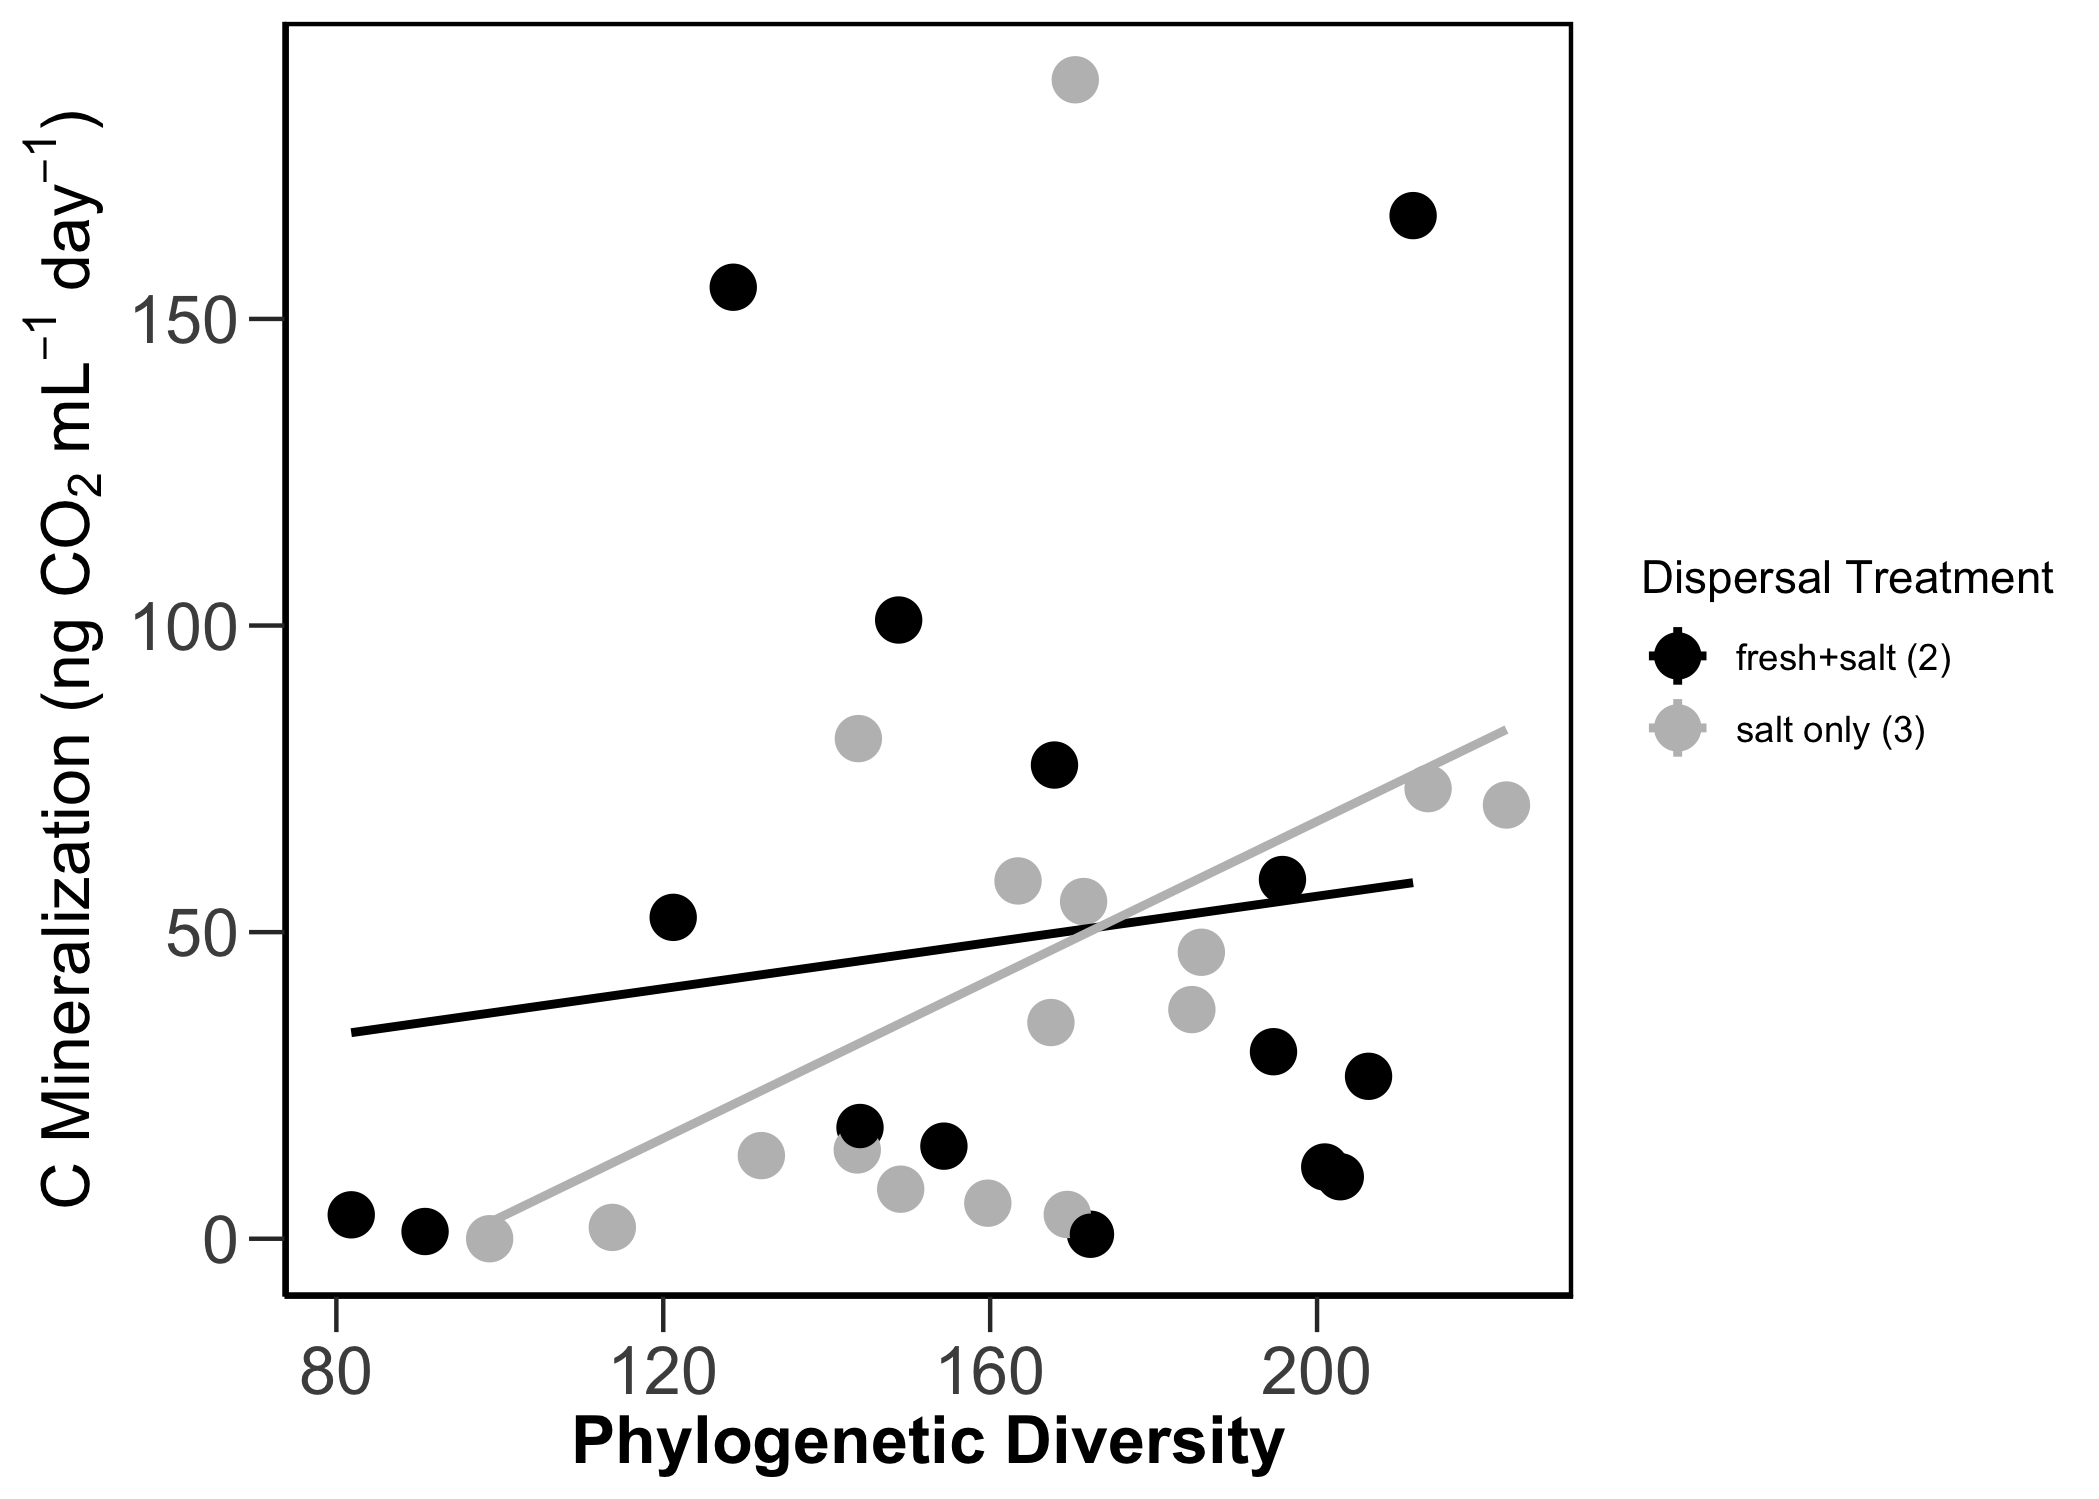 C Mineralization (ng CO₂ mL⁻¹ day⁻¹)
150
100
50
0
80 120 160 200
Phylogenetic Diversity
Dispersal Treatment
fresh+salt (2)
salt only (3)